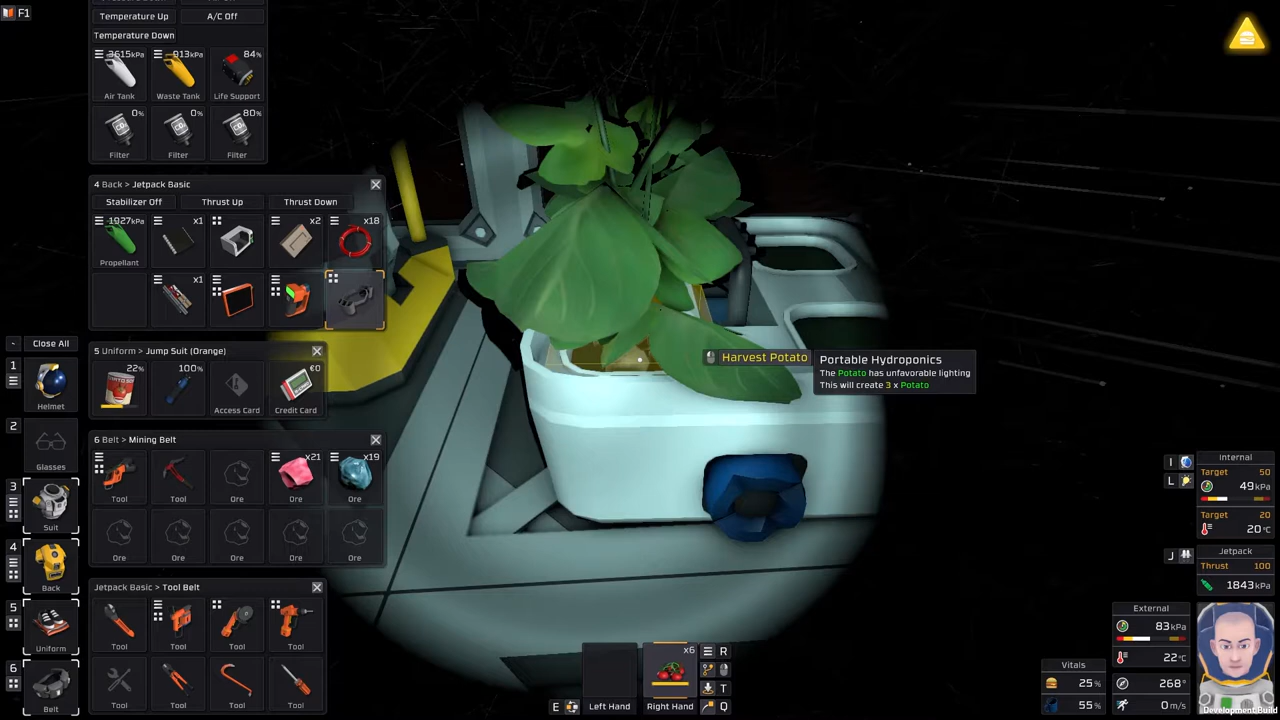 F1
Temperature Up A/C Off
Temperature Down
3615kPa 913kPa 84%
Air Tank Waste Tank Life Support
0% 0% 80%
Filter Filter Filter
4 Back > Jetpack Basic
Stabilizer Off Thrust Up Thrust Down
1927kPa x1 x2 x18
Propellant
x1
Close All
5 Uniform > Jump Suit (Orange)
22% 100% €0
Access Card Credit Card
6 Belt > Mining Belt
x21 x19
Tool Tool Ore Ore Ore
Ore Ore Ore Ore Ore
Jetpack Basic > Tool Belt
Tool Tool Tool Tool
Tool Tool Tool Tool
1
Helmet
2
Glasses
3
Suit
4
Back
5
Uniform
6
Belt
Harvest Potato
Portable Hydroponics
The Potato has unfavorable lighting
This will create 3 x Potato
x6
R
T
E Left Hand Right Hand Q
Internal
I Target 50
L 49kPa
Target 20
20°C
Jetpack
J Thrust 100
1843kPa
External
83kPa
22°C
Vitals
25% 268°
55% 0m/s
Development Build